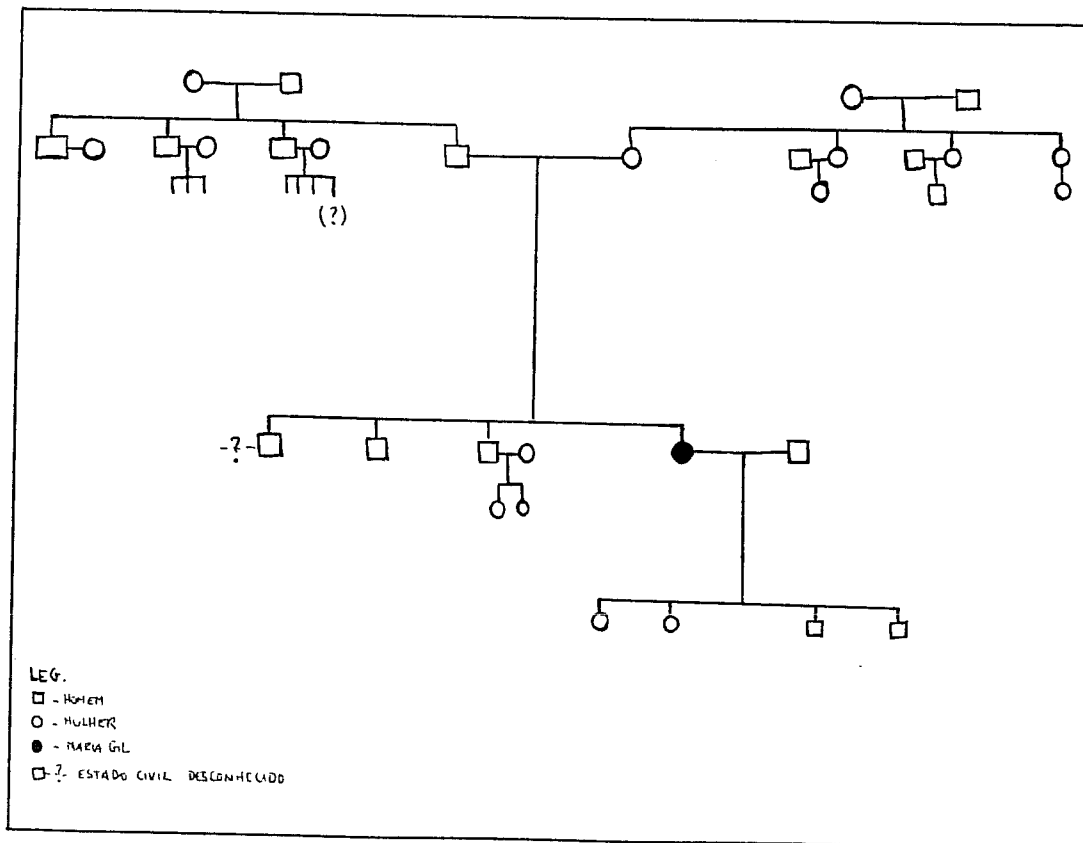 (?)
-?-
LEG.
□ - HOMEM
○ - MULHER
● - MARIA GIL
□-?- ESTADO CIVIL DESCONHECIDO